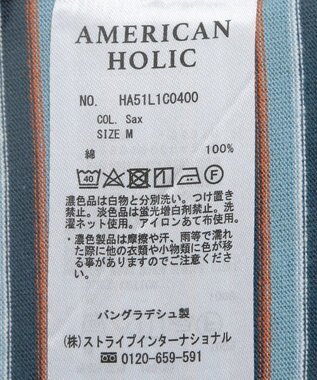 AMERICAN
HOLIC
NO. HA51L1C0400
COL. Sax
SIZE M
綿 100%
40
濃色品は白物と分別洗い。つけ置き
禁止。淡色品は蛍光増白剤禁止。洗
濯ネット使用。アイロンあて布使用。
・濃色製品は摩擦や汗、雨等で濡れ
た際に他の衣類や小物類に色が移
る事がありますのでご注意くださ
い。
バングラデシュ製
(株)ストライプインターナショナル
0120-659-591